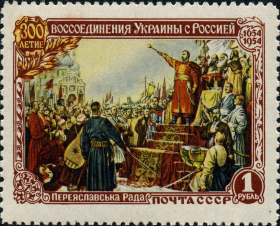 300 ЛЕТИЕ
ВОССОЕДИНЕНИЯ УКРАИНЫ С РОССИЕЙ
1654
1954
ПЕРЕЯСЛАВСЬКА РАДА
ПОЧТА СССР
1
РУБЛЬ